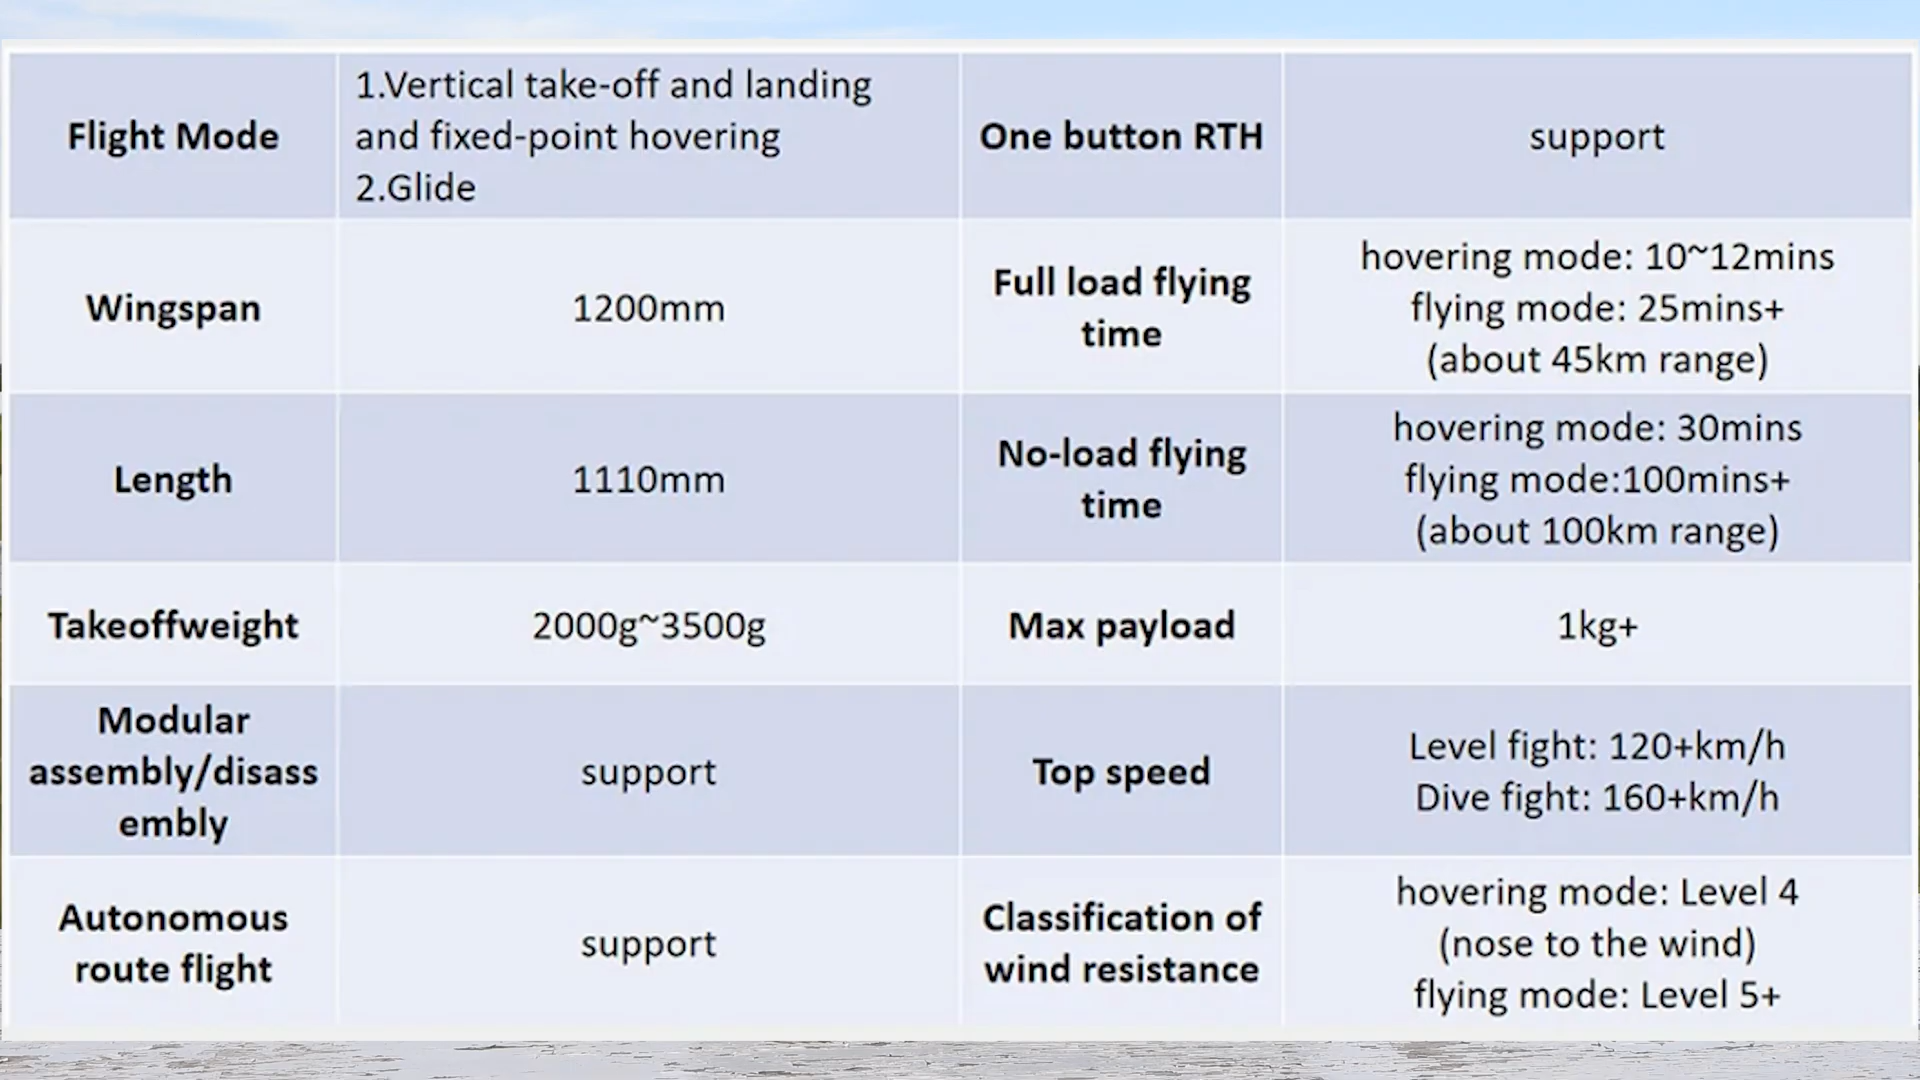 Flight Mode
1.Vertical take-off and landing
and fixed-point hovering
2.Glide
One button RTH
support
Wingspan
1200mm
Full load flying
time
hovering mode: 10~12mins
flying mode: 25mins+
(about 45km range)
Length
1110mm
No-load flying
time
hovering mode: 30mins
flying mode:100mins+
(about 100km range)
Takeoffweight
2000g~3500g
Max payload
1kg+
Modular
assembly/disass
embly
support
Top speed
Level fight: 120+km/h
Dive fight: 160+km/h
Autonomous
route flight
support
Classification of
wind resistance
hovering mode: Level 4
(nose to the wind)
flying mode: Level 5+